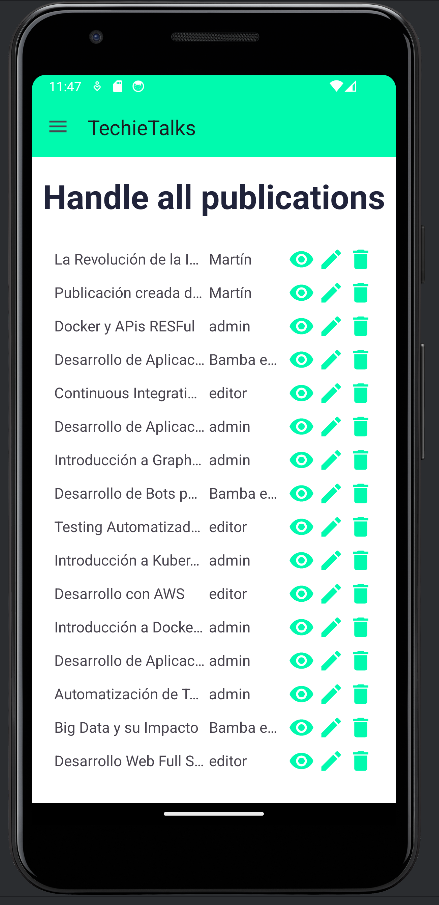 11:47
TechieTalks
Handle all publications
La Revolución de la I... Martín
Publicación creada d... Martín
Docker y APis RESFul admin
Desarrollo de Aplicac... Bamba e...
Continuous Integrati... editor
Desarrollo de Aplicac... admin
Introducción a Graph... admin
Desarrollo de Bots p... Bamba e...
Testing Automatizad... editor
Introducción a Kuber... admin
Desarrollo con AWS editor
Introducción a Docke... admin
Desarrollo de Aplicac... admin
Automatización de T... admin
Big Data y su Impacto Bamba e...
Desarrollo Web Full S... editor